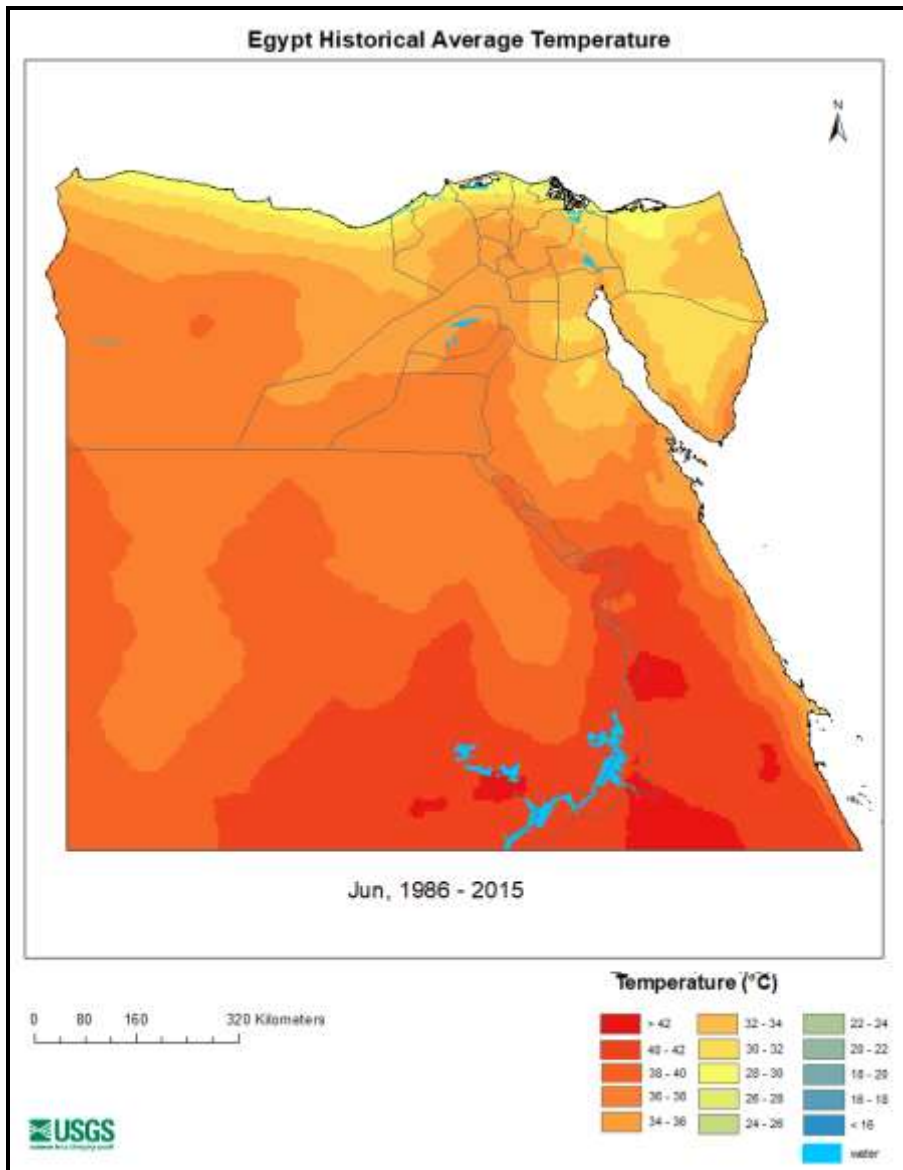 Egypt Historical Average Temperature
N
Jun, 1986 - 2015
Temperature (°C)
0 80 160 320 Kilometers
> 42
40 - 42
38 - 40
36 - 38
34 - 36
32 - 34
30 - 32
28 - 30
26 - 28
24 - 26
22 - 24
20 - 22
18 - 20
16 - 18
< 16
water
USGS